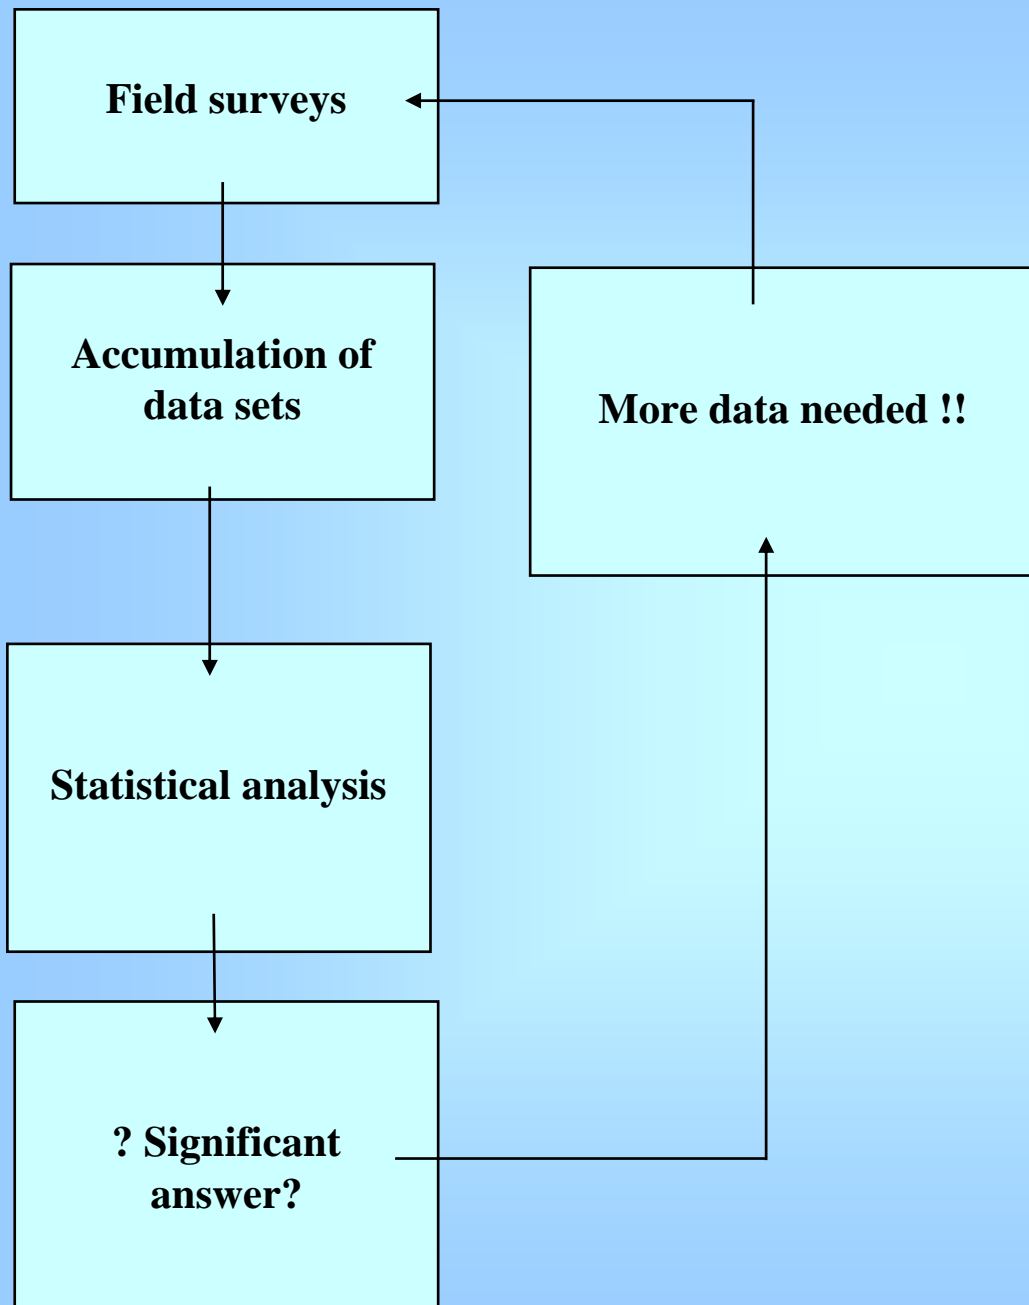 Field surveys
Accumulation of
data sets
More data needed !!
Statistical analysis
? Significant
answer?